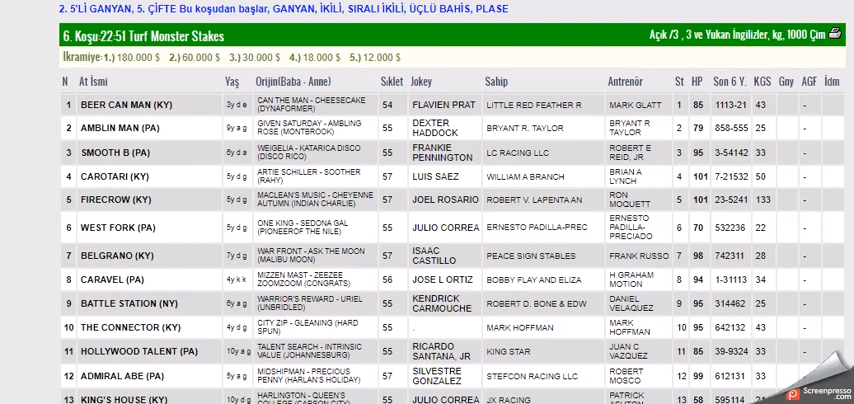 2. 5'Lİ GANYAN, 5. ÇİFTE Bu koşudan başlar, GANYAN, İKİLİ, SIRALI İKİLİ, ÜÇLÜ BAHİS, PLASE
6. Koşu:22:51 Turf Monster Stakes Açık /3 , 3 ve Yukarı İngilizler, kg, 1000 Çim
İkramiye:1.) 180.000 $ 2.) 60.000 $ 3.) 30.000 $ 4.) 18.000 $ 5.) 12.000 $
N At İsmi Yaş Orijin(Baba - Anne) Sıklet Jokey Sahip Antrenör St HP Son 6 Y. KGS Gny AGF İdm
1 BEER CAN MAN (KY) 3y d e CAN THE MAN - CHEESECAKE (DYNAFORMER) 54 FLAVIEN PRAT LITTLE RED FEATHER R MARK GLATT 1 85 1113-21 43
2 AMBLIN MAN (PA) 9y a g GIVEN SATURDAY - AMBLING ROSE (MONTBROOK) 55 DEXTER HADDOCK BRYANT R. TAYLOR BRYANT R TAYLOR 2 79 858-555 25 -
3 SMOOTH B (PA) 6y d a WEIGELIA - KATARICA DISCO (DISCO RICO) 55 FRANKIE PENNINGTON LC RACING LLC ROBERT E REID, JR 3 95 3-54142 33 -
4 CAROTARI (KY) 5y d g ARTIE SCHILLER - SOOTHER (RAHY) 57 LUIS SAEZ WILLIAM A BRANCH BRIAN A LYNCH 4 101 7-21532 50 -
5 FIRECROW (KY) 5y d g MACLEAN'S MUSIC - CHEYENNE AUTUMN (INDIAN CHARLIE) 57 JOEL ROSARIO ROBERT V. LAPENTA AN RON MOQUETT 5 101 23-5241 133 -
6 WEST FORK (PA) 5y d g ONE KING - SEDONA GAL (PIONEEROF THE NILE) 55 JULIO CORREA ERNESTO PADILLA-PREC ERNESTO PADILLA-PRECIADO 6 70 532236 22 -
7 BELGRANO (KY) 7y d g WAR FRONT - ASK THE MOON (MALIBU MOON) 57 ISAAC CASTILLO PEACE SIGN STABLES FRANK RUSSO 7 98 742311 28 -
8 CARAVEL (PA) 4y k k MIZZEN MAST - ZEEZEE ZOOMZOOM (CONGRATS) 56 JOSE L ORTIZ BOBBY FLAY AND ELIZA H GRAHAM MOTION 8 94 1-31113 34 -
9 BATTLE STATION (NY) 6y a g WARRIOR'S REWARD - URIEL (UNBRIDLED) 55 KENDRICK CARMOUCHE ROBERT D. BONE & EDW DANIEL VELAQUEZ 9 95 314462 25 -
10 THE CONNECTOR (KY) 4y d g CITY ZIP - GLEANING (HARD SPUN) 55 . MARK HOFFMAN MARK HOFFMAN 10 95 642132 43 -
11 HOLLYWOOD TALENT (PA) 10y a g TALENT SEARCH - INTRINSIC VALUE (JOHANNESBURG) 55 RICARDO SANTANA, JR KING STAR JUAN C VAZQUEZ 11 85 39-9324 33 -
12 ADMIRAL ABE (PA) 5y a g MIDSHIPMAN - PRECIOUS PENNY (HARLAN'S HOLIDAY) 57 SILVESTRE GONZALEZ STEFCON RACING LLC ROBERT MOSCO 12 99 612131 33 -
13 KING'S HOUSE (KY) 10y d g HARLINGTON - QUEEN'S 55 JULIO JX RACING PATRICK 13 58 595114
Screenpresso.com